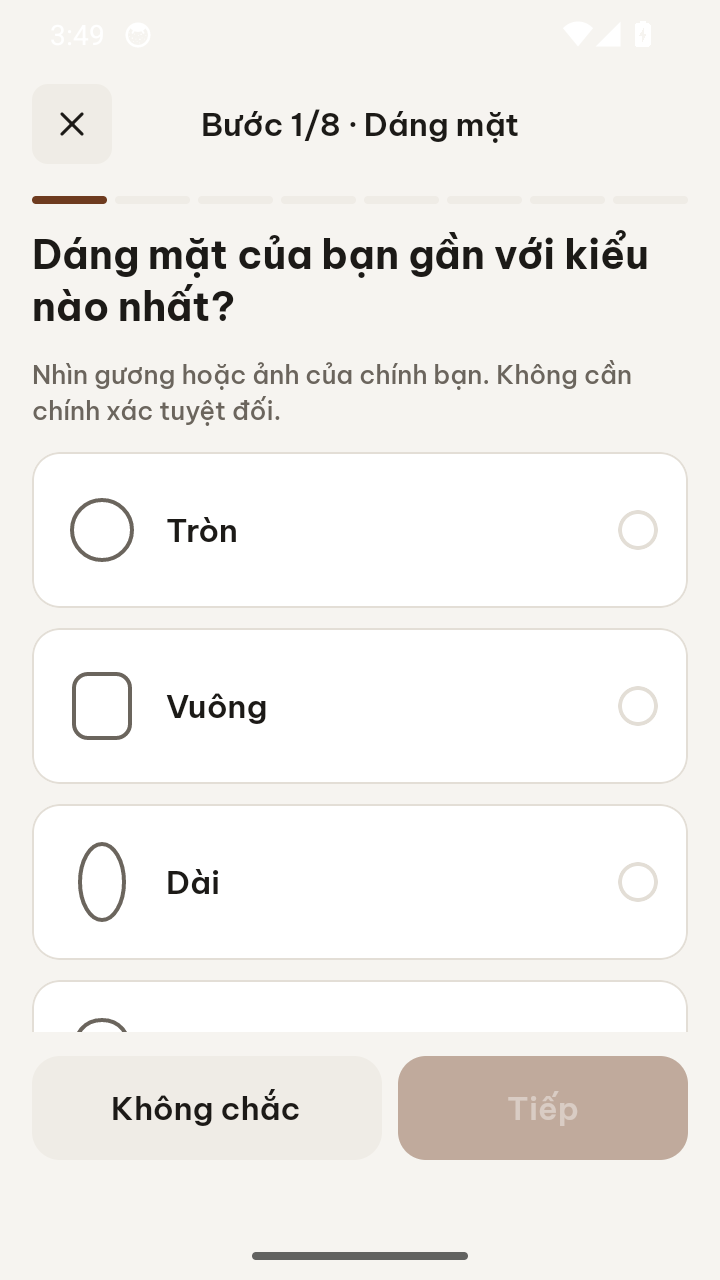 3:49
Bước 1/8 · Dáng mặt
Dáng mặt của bạn gần với kiểu
nào nhất?
Nhìn gương hoặc ảnh của chính bạn. Không cần
chính xác tuyệt đối.
Tròn
Vuông
Dài
Không chắc
Tiếp